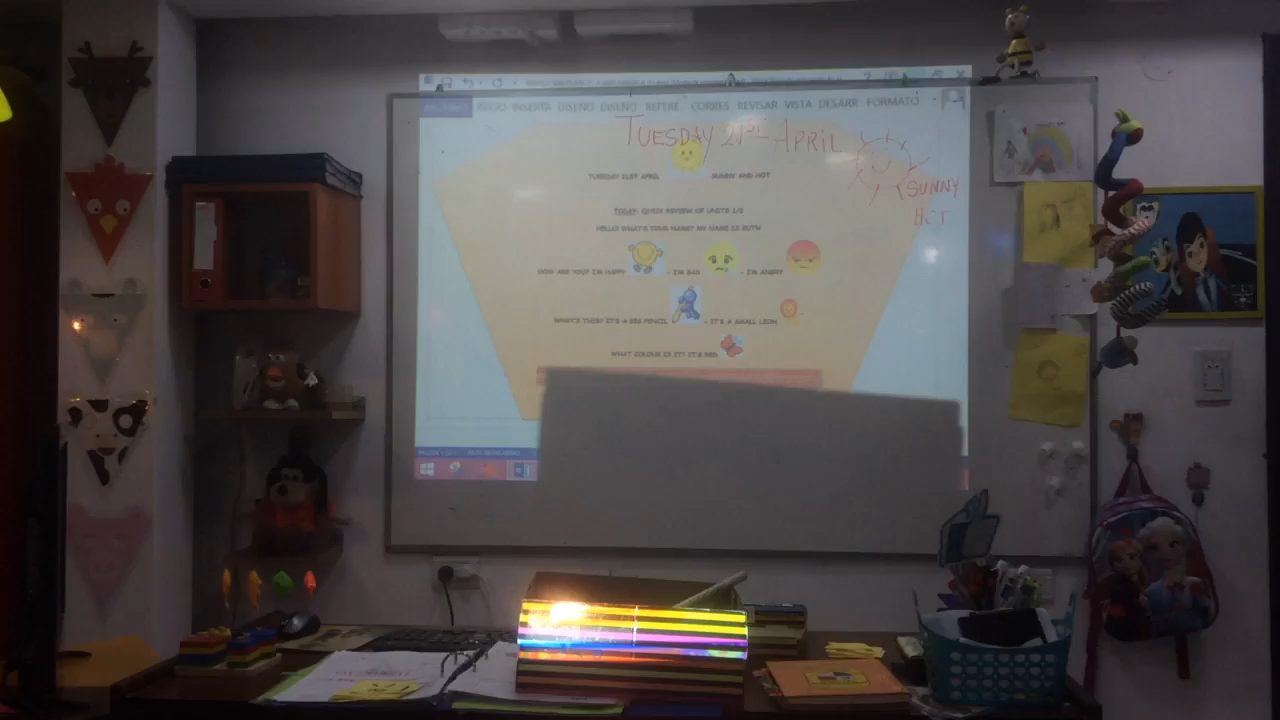 INICIO INSERTA DISEÑO DISEÑO REFERE CORRES REVISAR VISTA DESARR FORMATO
TUESDAY 21ST APRIL
TUESDAY 21ST APRIL SUNNY AND HOT
SUNNY
HOT
TODAY: QUICK REVIEW OF UNITS 1/2
HELLO! WHAT'S YOUR NAME? MY NAME IS RUTH
HOW ARE YOU? I'M HAPPY - I'M SAD - I'M ANGRY
WHAT'S THIS? IT'S A BIG PENCIL - IT'S A SMALL LION
WHAT COLOUR IS IT? IT'S RED